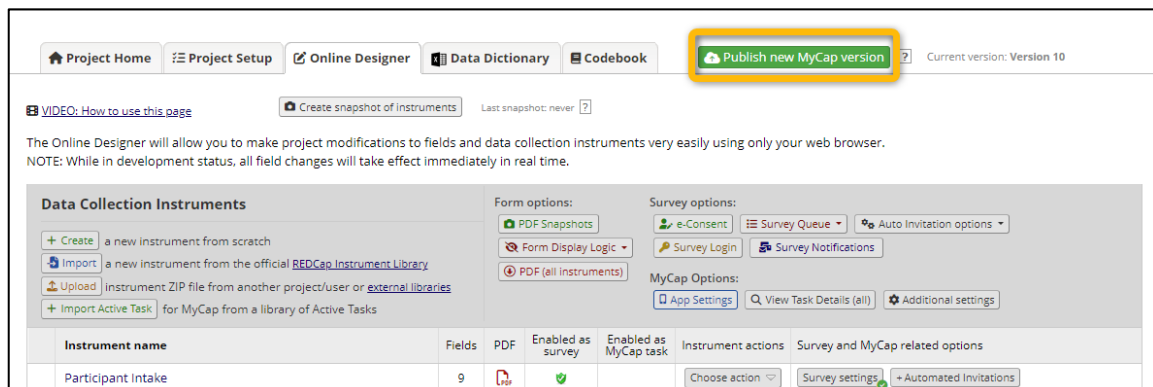 Project Home Project Setup Online Designer Data Dictionary Codebook Publish new MyCap version ? Current version: Version 10
VIDEO: How to use this page Create snapshot of instruments Last snapshot: never ?
The Online Designer will allow you to make project modifications to fields and data collection instruments very easily using only your web browser.
NOTE: While in development status, all field changes will take effect immediately in real time.
Data Collection Instruments
+ Create a new instrument from scratch
Import a new instrument from the official REDCap Instrument Library
Upload instrument ZIP file from another project/user or external libraries
+ Import Active Task for MyCap from a library of Active Tasks
Form options:
PDF Snapshots
Form Display Logic
PDF (all instruments)
Survey options:
e-Consent Survey Queue Auto Invitation options
Survey Login Survey Notifications
MyCap Options:
App Settings View Task Details (all) Additional settings
Instrument name Fields PDF Enabled as survey Enabled as MyCap task Instrument actions Survey and MyCap related options
Participant Intake 9 PDF Choose action Survey settings + Automated Invitations